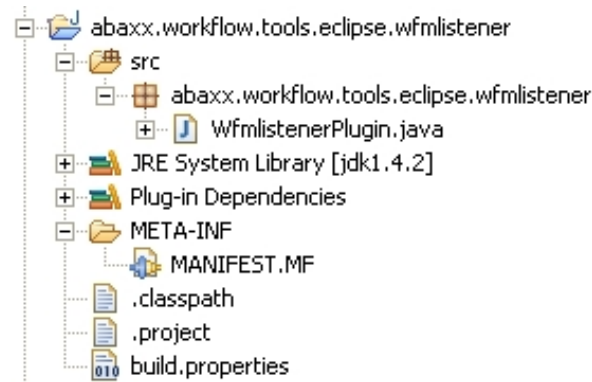 abaxx.workflow.tools.eclipse.wfmlistener
src
abaxx.workflow.tools.eclipse.wfmlistener
WfmlistenerPlugin.java
JRE System Library [jdk1.4.2]
Plug-in Dependencies
META-INF
MANIFEST.MF
.classpath
.project
build.properties